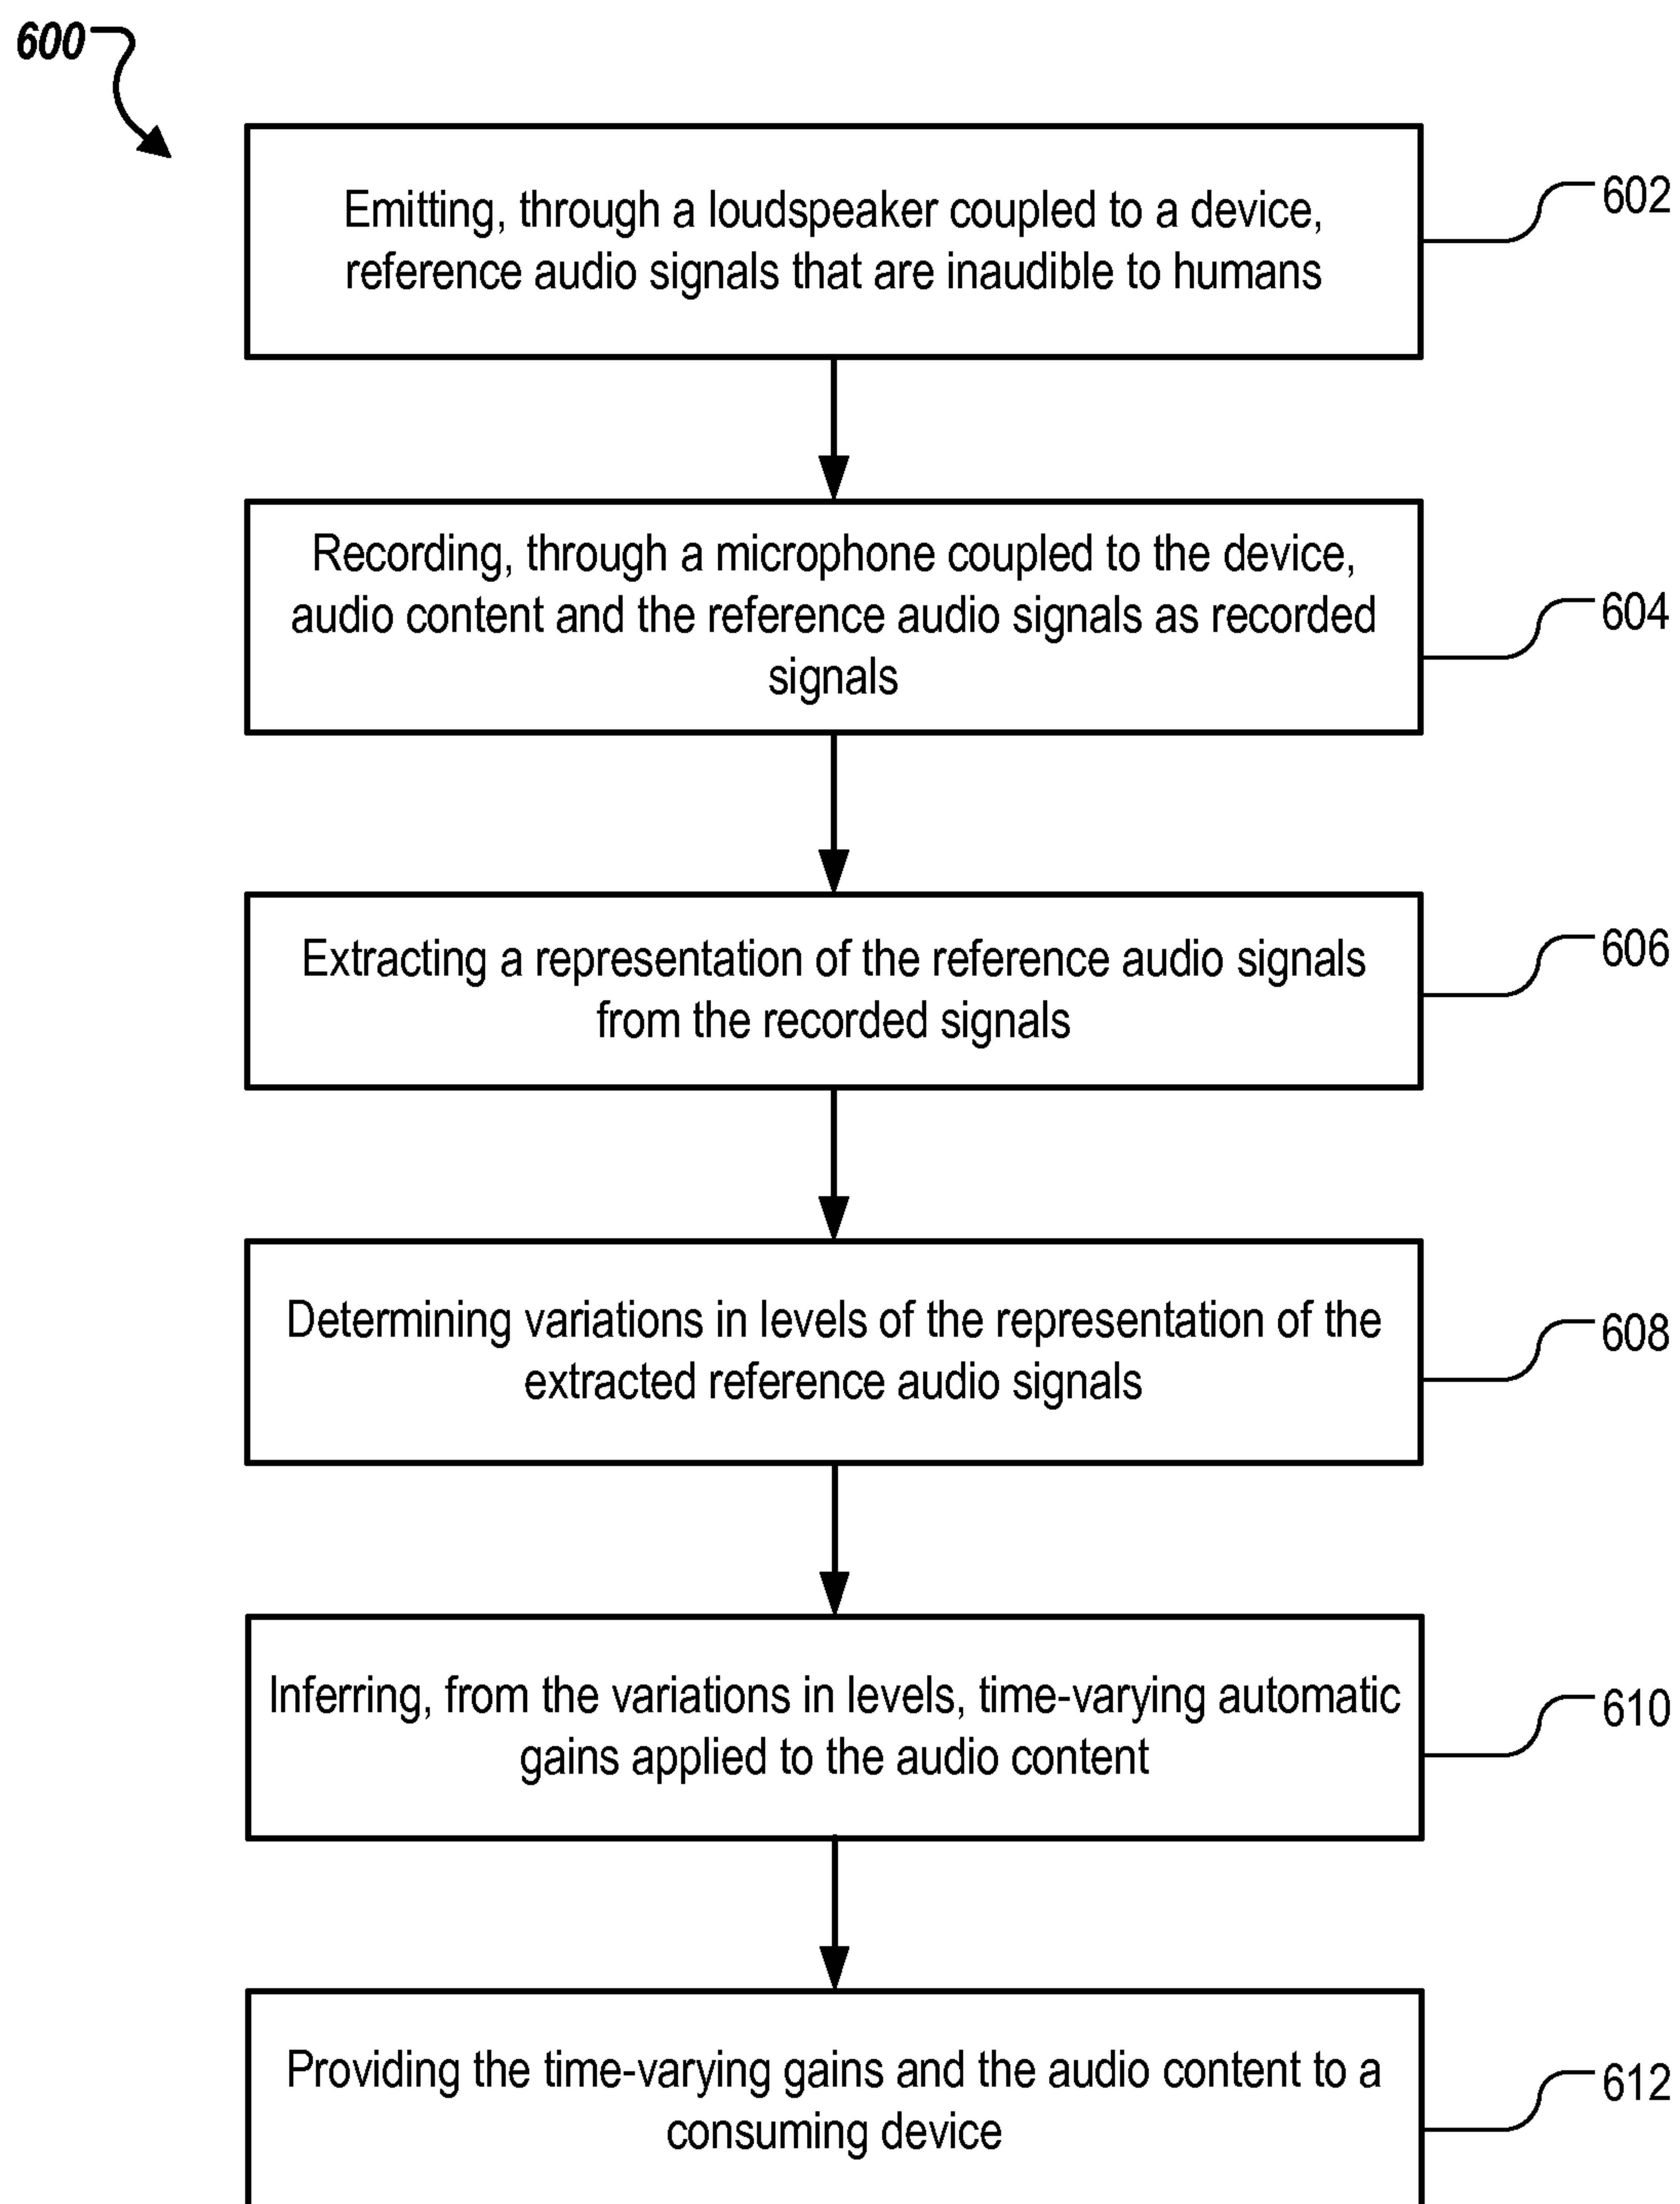 600
Emitting, through a loudspeaker coupled to a device,
reference audio signals that are inaudible to humans
602
Recording, through a microphone coupled to the device,
audio content and the reference audio signals as recorded
signals
604
Extracting a representation of the reference audio signals
from the recorded signals
606
Determining variations in levels of the representation of the
extracted reference audio signals
608
Inferring, from the variations in levels, time-varying automatic
gains applied to the audio content
610
Providing the time-varying gains and the audio content to a
consuming device
612